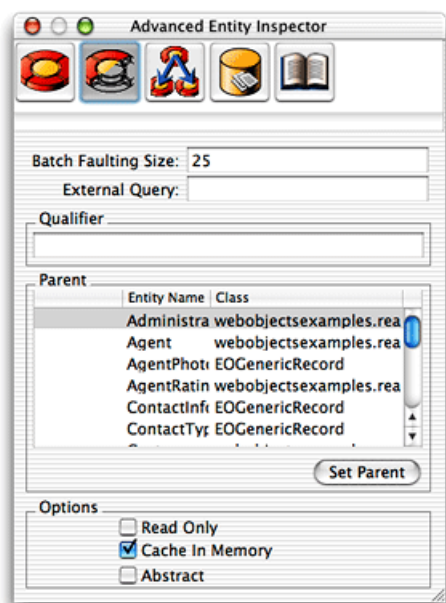 Advanced Entity Inspector
Batch Faulting Size: 25
External Query:
Qualifier
Parent
Entity Name Class
Administra webobjectsexamples.rea
Agent webobjectsexamples.rea
AgentPhot EOGenericRecord
AgentRatin webobjectsexamples.rea
ContactInf EOGenericRecord
ContactTyp EOGenericRecord
Set Parent
Options
Read Only
Cache In Memory
Abstract